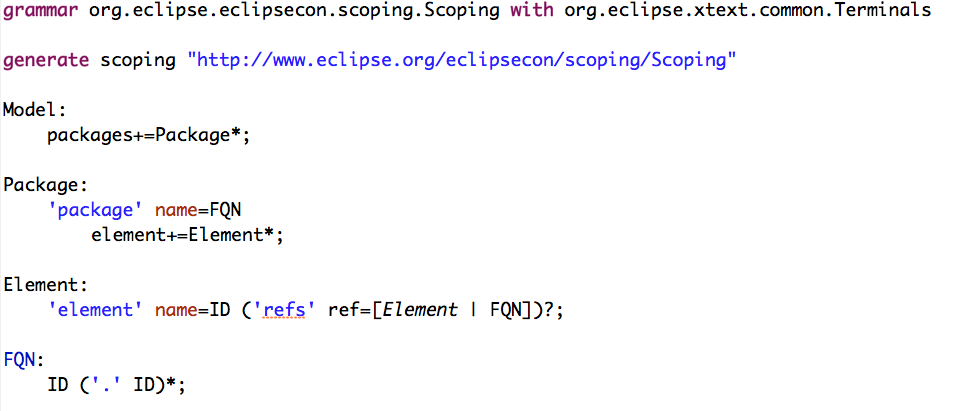 grammar org.eclipse.eclipsecon.scoping.Scoping with org.eclipse.xtext.common.Terminals
generate scoping "http://www.eclipse.org/eclipsecon/scoping/Scoping"
Model:
packages+=Package*;
Package:
'package' name=FQN
element+=Element*;
Element:
'element' name=ID ('refs' ref=[Element | FQN])?;
FQN:
ID ('.' ID)*;